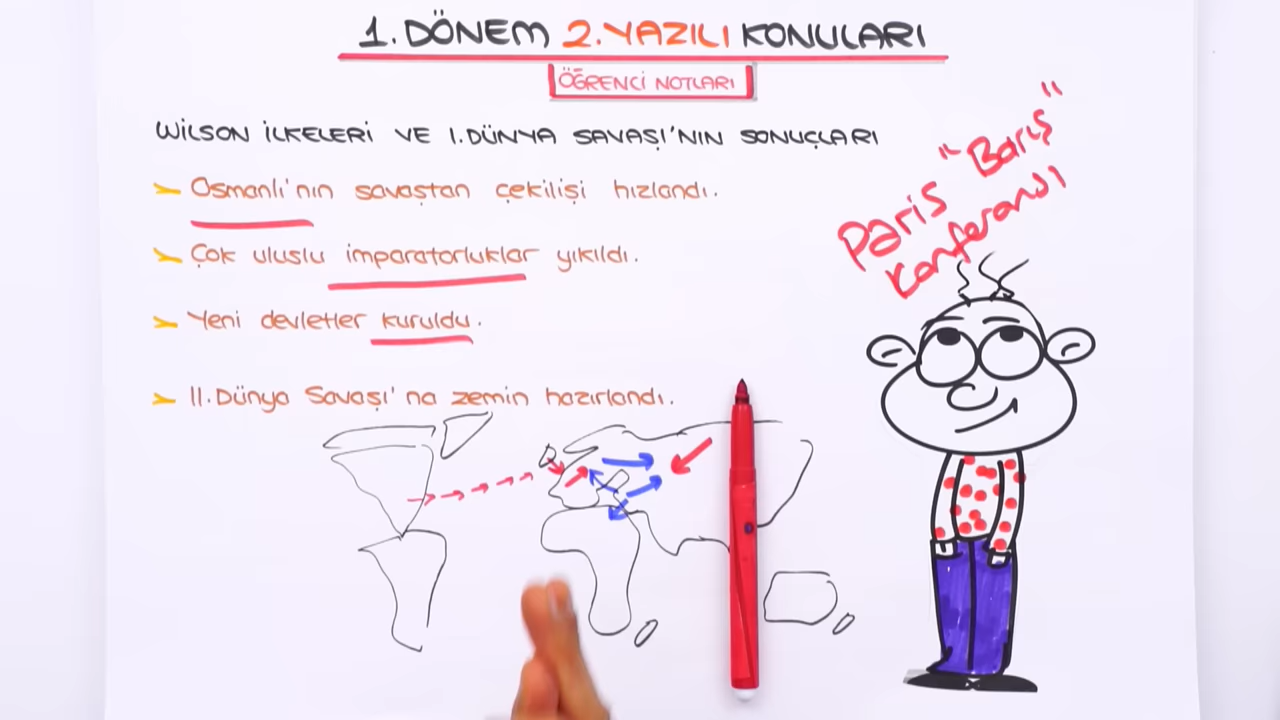 1. DÖNEM 2. YAZILI KONULARI
ÖĞRENCİ NOTLARI
WİLSON İLKELERİ VE I. DÜNYA SAVAŞI'NIN SONUÇLARI
➤ Osmanlı'nın savaştan çekilişi hızlandı.
➤ Çok uluslu imparatorluklar yıkıldı.
➤ Yeni devletler kuruldu.
➤ II. Dünya Savaşı'na zemin hazırlandı.
Paris "Barış"
Konferansı